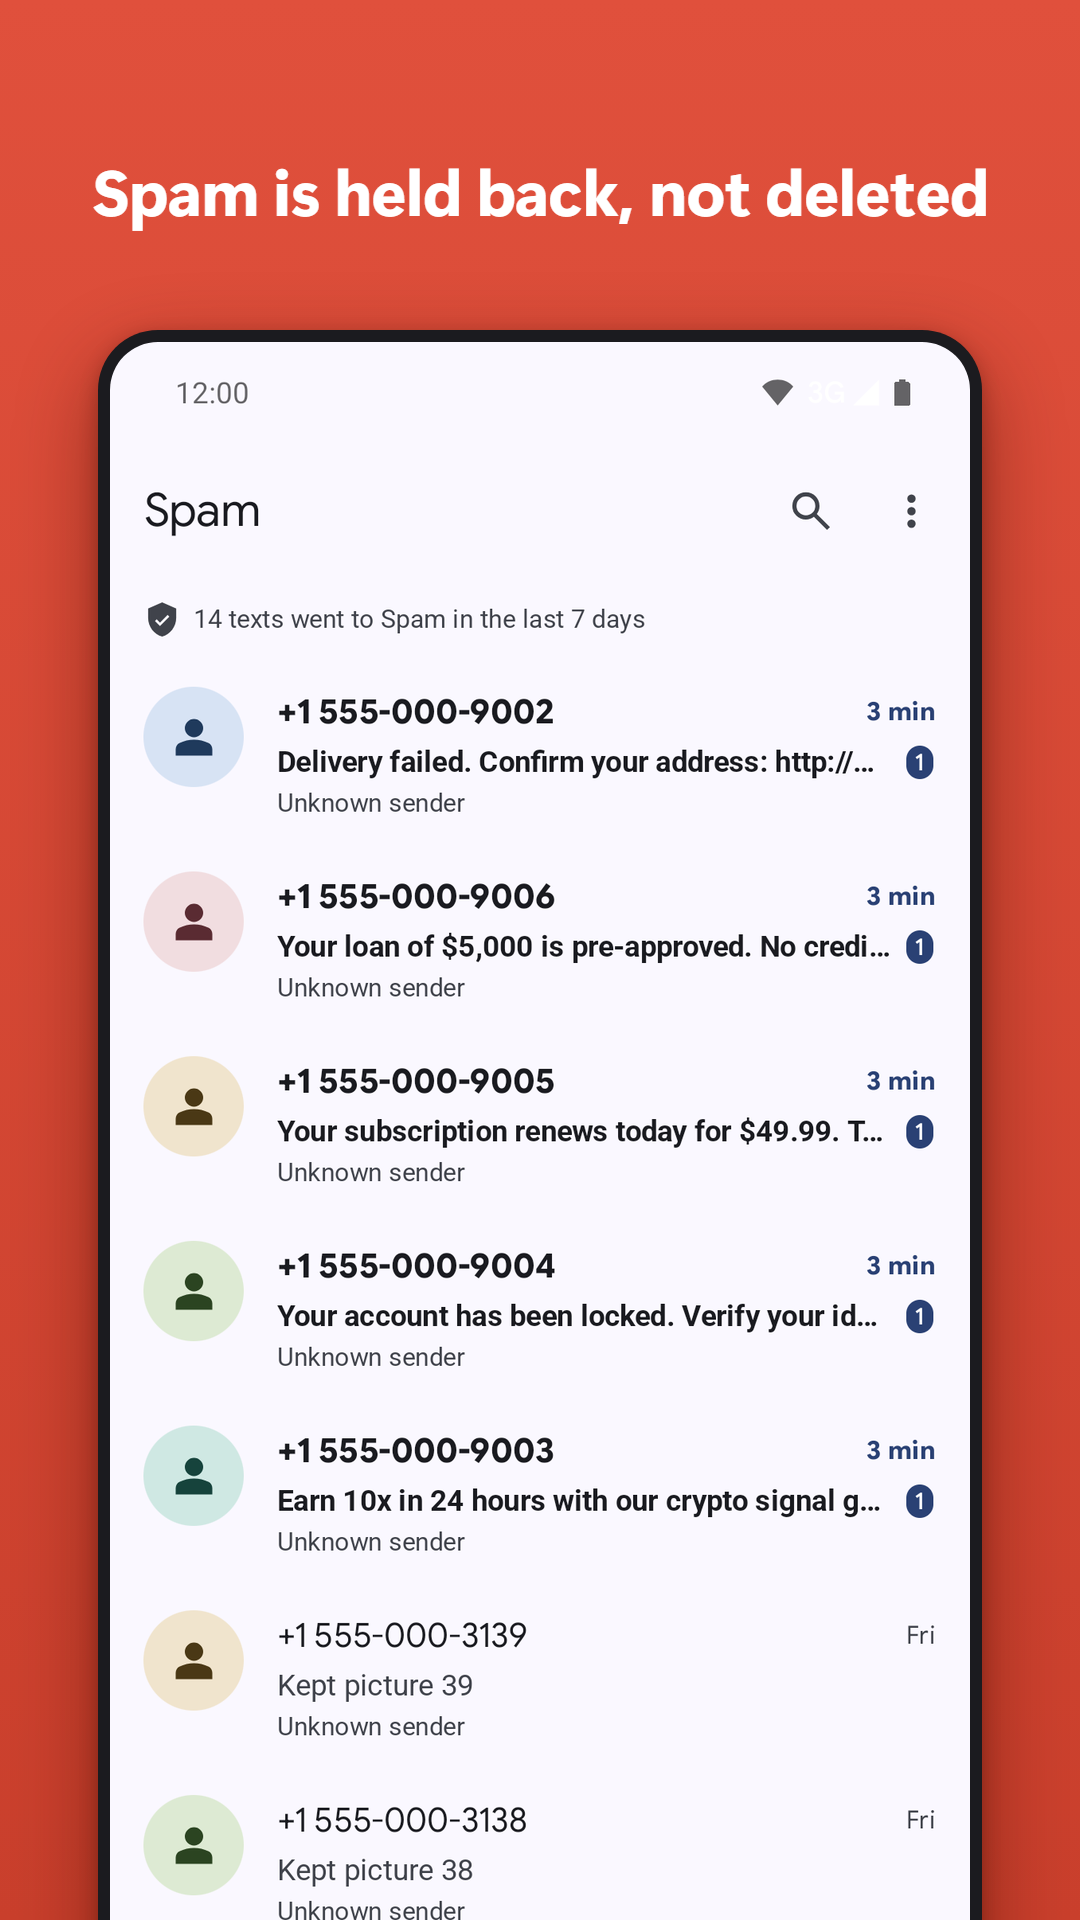 Spam is held back, not deleted
12:00
3G
Spam
14 texts went to Spam in the last 7 days
+1 555-000-9002
3 min
Delivery failed. Confirm your address: http://...
1
Unknown sender
+1 555-000-9006
3 min
Your loan of $5,000 is pre-approved. No credi...
1
Unknown sender
+1 555-000-9005
3 min
Your subscription renews today for $49.99. T...
1
Unknown sender
+1 555-000-9004
3 min
Your account has been locked. Verify your id...
1
Unknown sender
+1 555-000-9003
3 min
Earn 10x in 24 hours with our crypto signal g...
1
Unknown sender
+1 555-000-3139
Fri
Kept picture 39
Unknown sender
+1 555-000-3138
Fri
Kept picture 38
Unknown sender